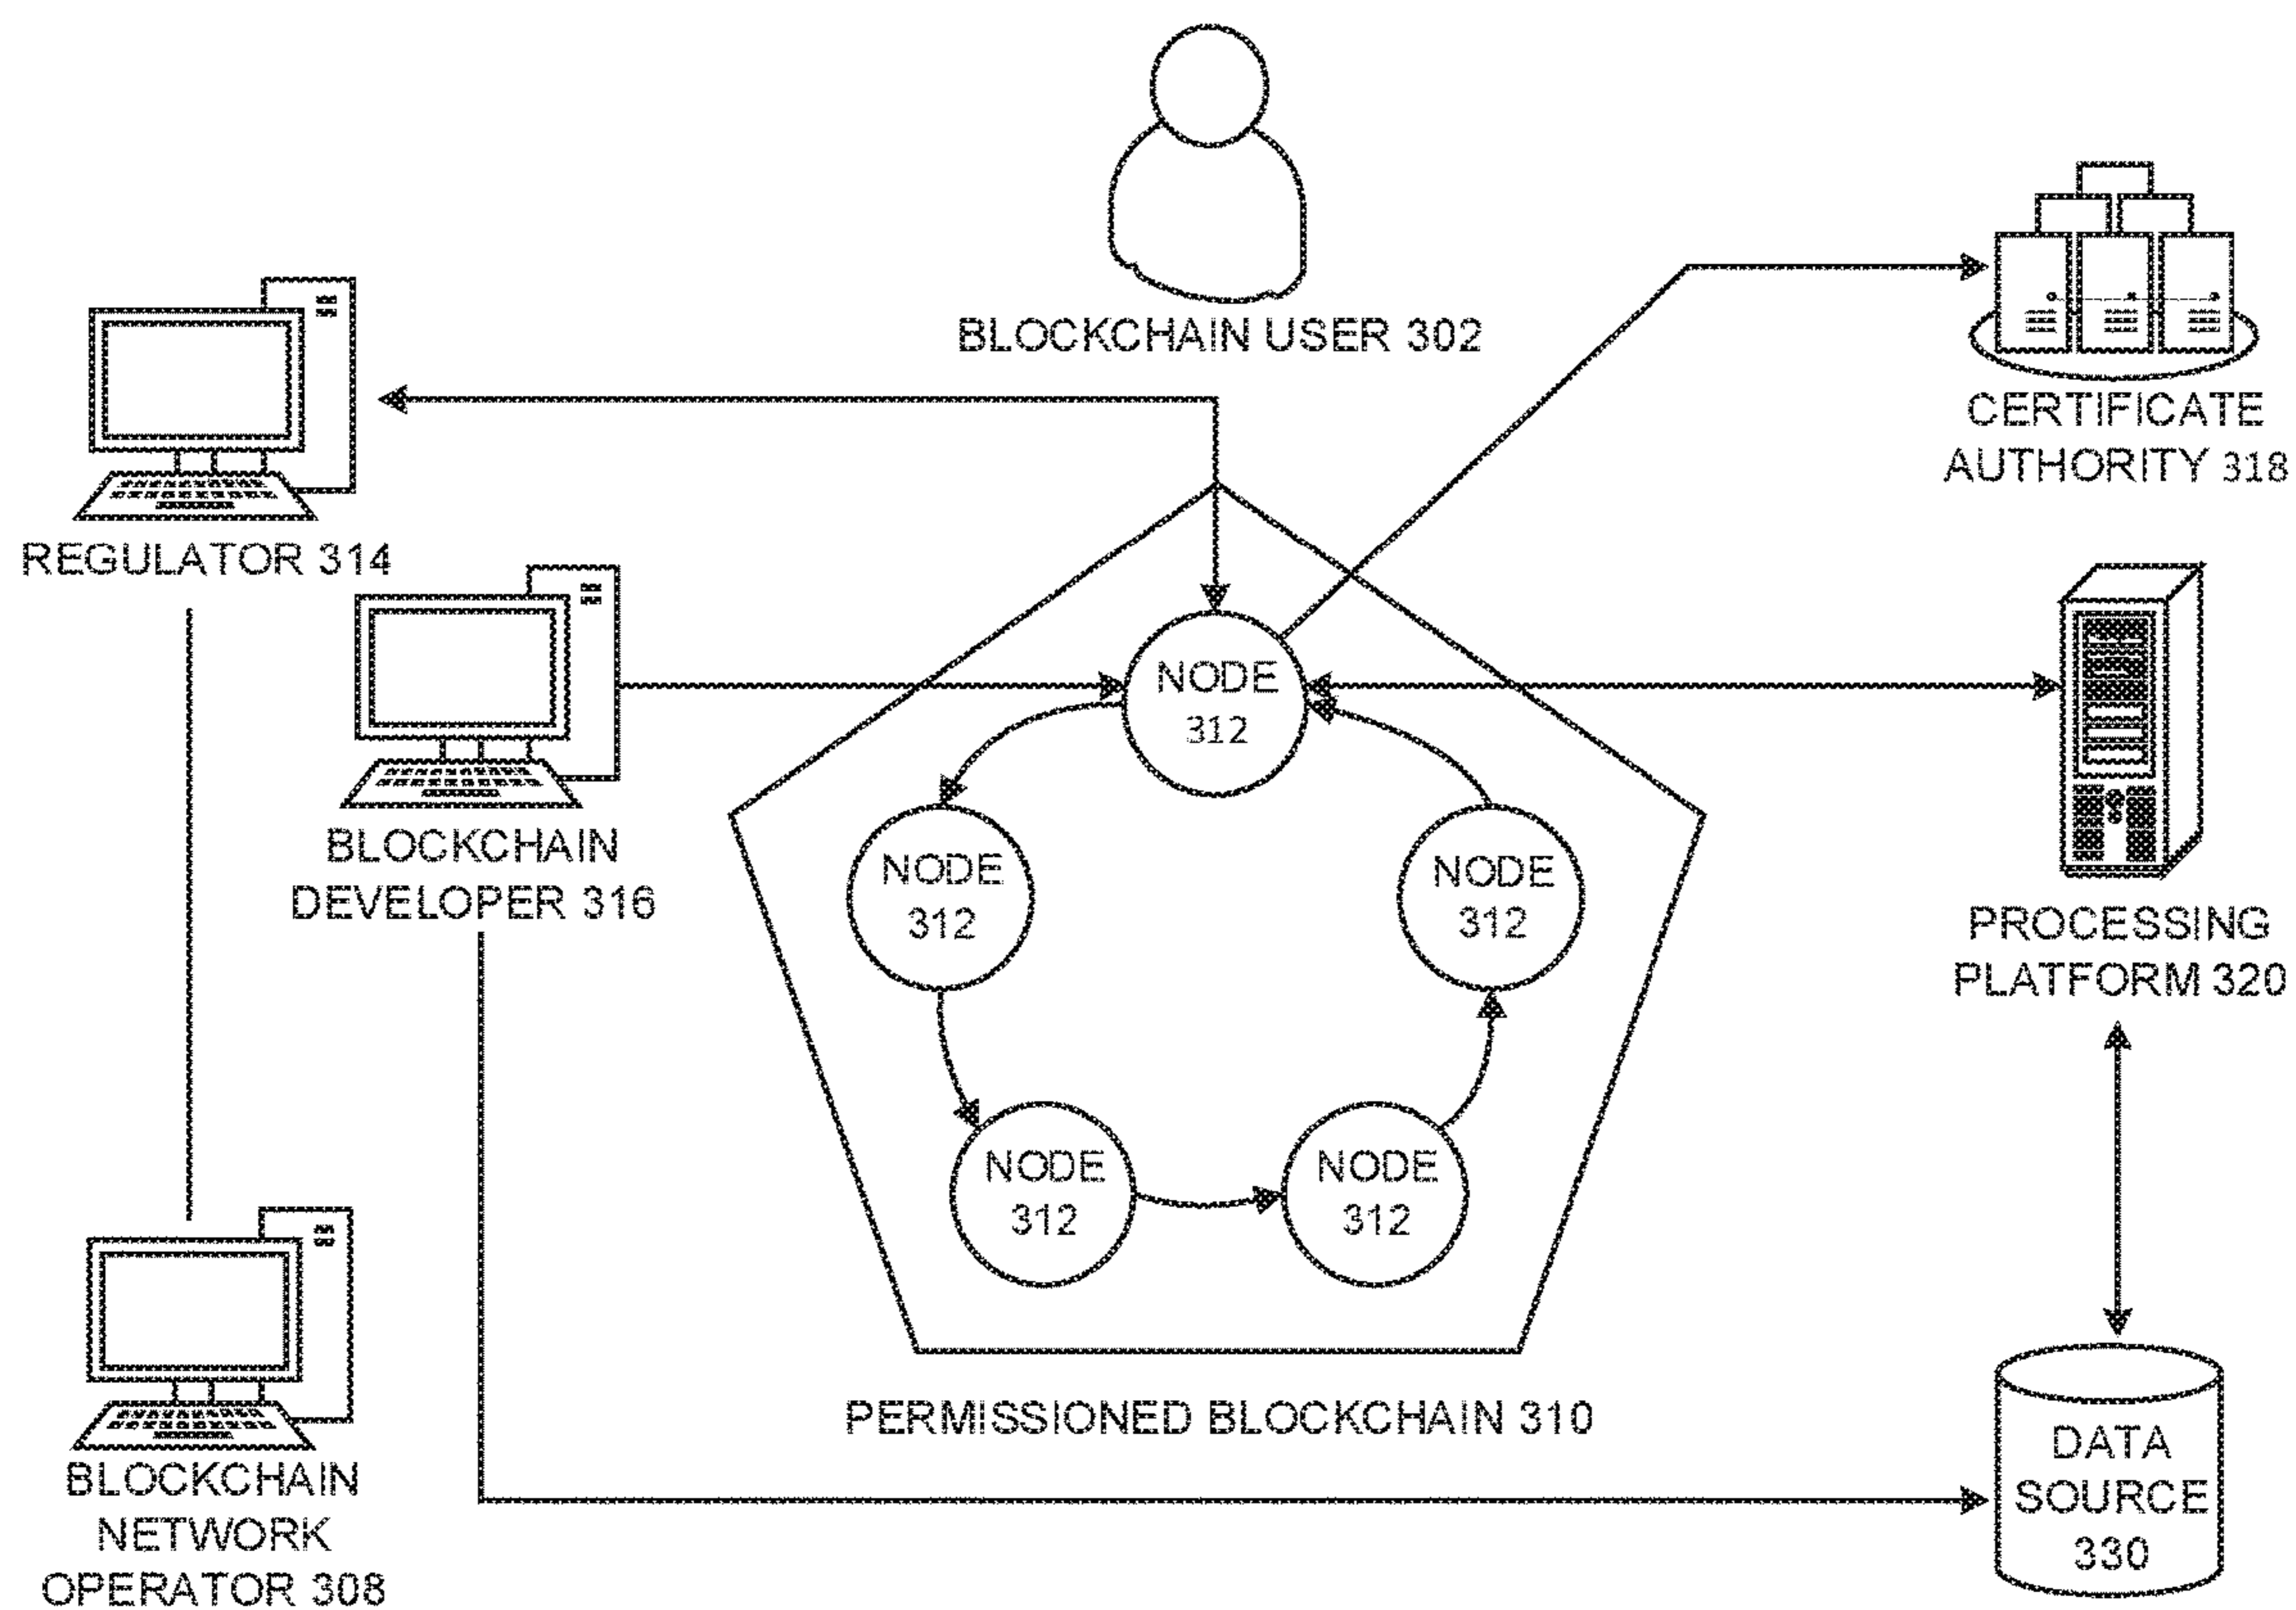 BLOCKCHAIN USER 302
CERTIFICATE
AUTHORITY 318
REGULATOR 314
NODE
312
BLOCKCHAIN
DEVELOPER 316
NODE
312
NODE
312
PROCESSING
PLATFORM 320
NODE
312
NODE
312
PERMISSIONED BLOCKCHAIN 310
DATA
SOURCE
330
BLOCKCHAIN
NETWORK
OPERATOR 308